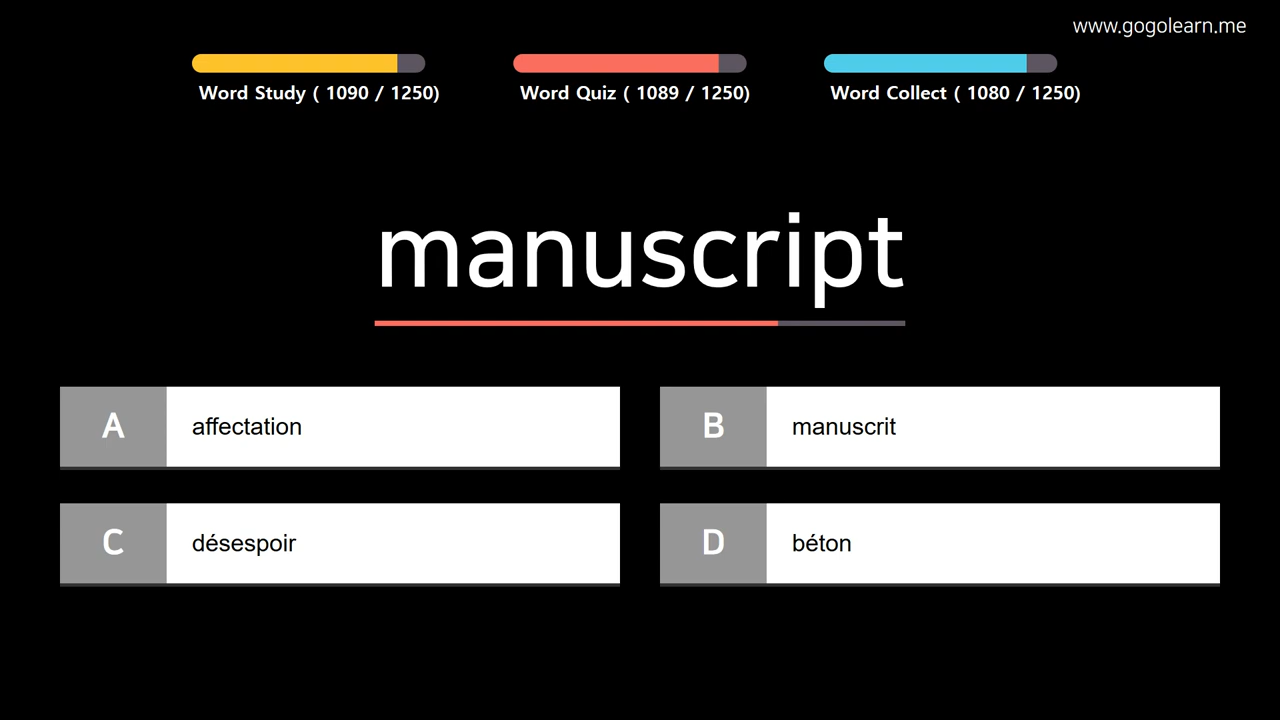 www.gogolearn.me
Word Study ( 1090 / 1250)
Word Quiz ( 1089 / 1250)
Word Collect ( 1080 / 1250)
manuscript
A affectation
B manuscrit
C désespoir
D béton